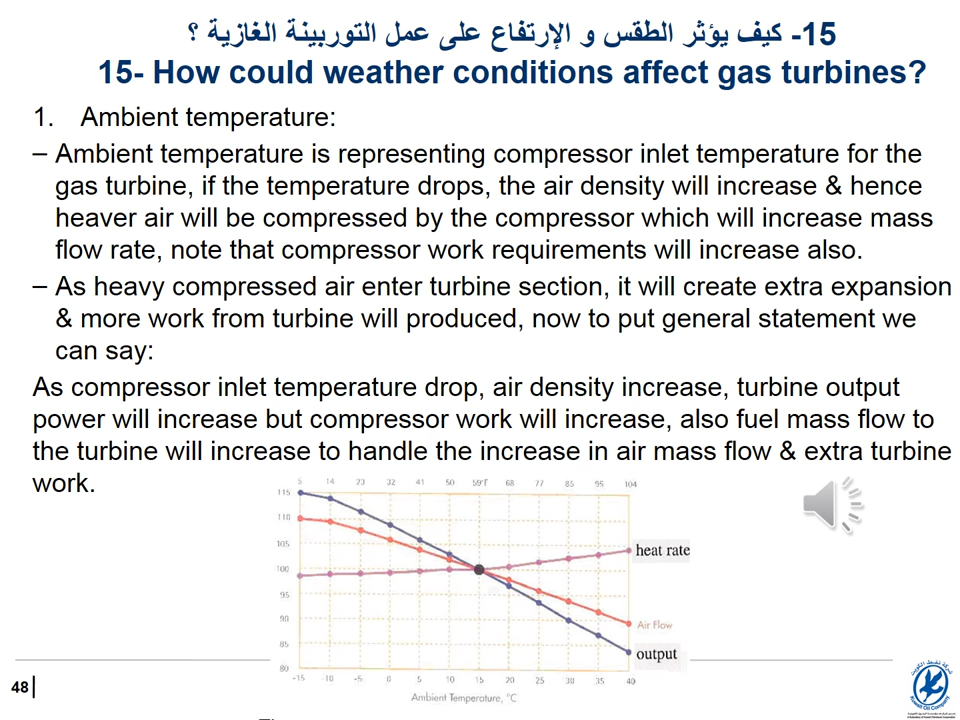 15- كيف يؤثر الطقس و الإرتفاع على عمل التوربينة الغازية ؟
15- How could weather conditions affect gas turbines?
1. Ambient temperature:
– Ambient temperature is representing compressor inlet temperature for the
gas turbine, if the temperature drops, the air density will increase & hence
heaver air will be compressed by the compressor which will increase mass
flow rate, note that compressor work requirements will increase also.
– As heavy compressed air enter turbine section, it will create extra expansion
& more work from turbine will produced, now to put general statement we
can say:
As compressor inlet temperature drop, air density increase, turbine output
power will increase but compressor work will increase, also fuel mass flow to
the turbine will increase to handle the increase in air mass flow & extra turbine
work.
5 14 23 32 41 50 59°F 68 77 85 95 104
115
110
105
100
95
90
85
80
heat rate
Air Flow
output
-15 -10 -5 0 5 10 15 20 25 30 35 40
Ambient Temperature, °C
48
شركة نفط الكويت
Kuwait Oil Company